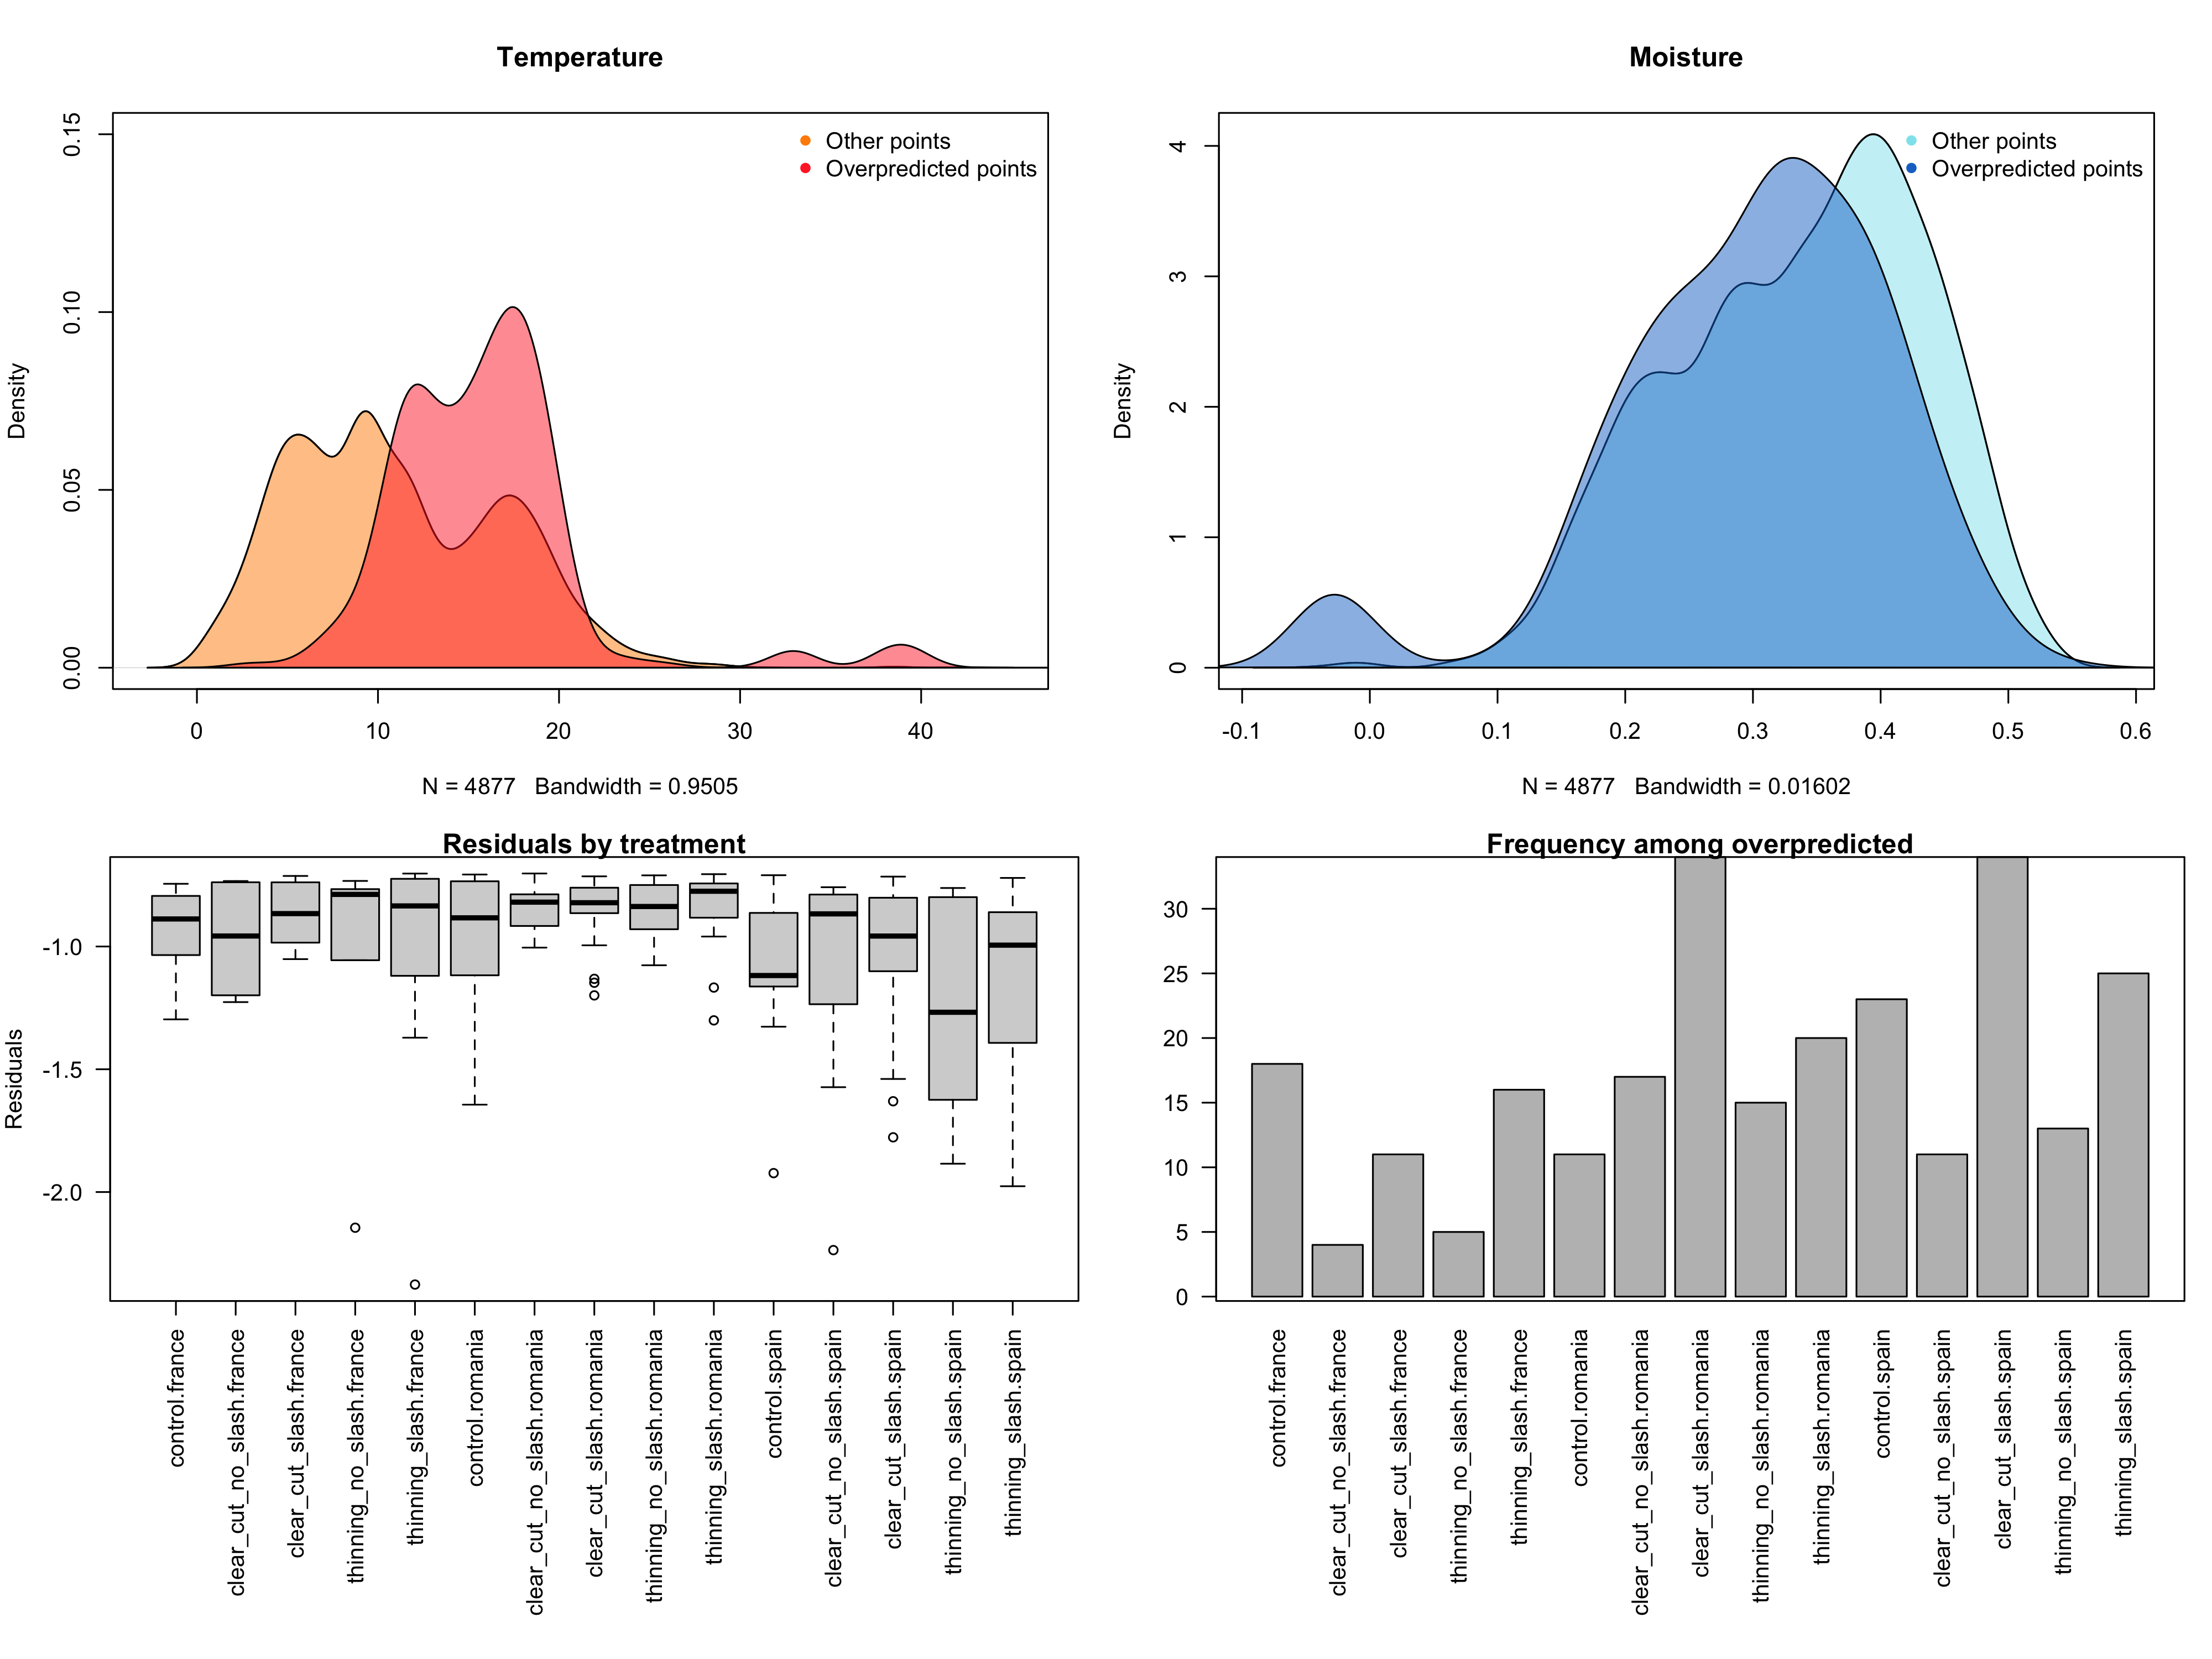 Temperature
Other points
Overpredicted points
Density
0.00
0.05
0.10
0.15
0
10
20
30
40
N = 4877 Bandwidth = 0.9505
Moisture
Other points
Overpredicted points
Density
0
1
2
3
4
-0.1
0.0
0.1
0.2
0.3
0.4
0.5
0.6
N = 4877 Bandwidth = 0.01602
Residuals by treatment
Residuals
-1.0
-1.5
-2.0
control.france
clear_cut_no_slash.france
clear_cut_slash.france
thinning_no_slash.france
thinning_slash.france
control.romania
clear_cut_no_slash.romania
clear_cut_slash.romania
thinning_no_slash.romania
thinning_slash.romania
control.spain
clear_cut_no_slash.spain
clear_cut_slash.spain
thinning_no_slash.spain
thinning_slash.spain
Frequency among overpredicted
30
25
20
15
10
5
0
control.france
clear_cut_no_slash.france
clear_cut_slash.france
thinning_no_slash.france
thinning_slash.france
control.romania
clear_cut_no_slash.romania
clear_cut_slash.romania
thinning_no_slash.romania
thinning_slash.romania
control.spain
clear_cut_no_slash.spain
clear_cut_slash.spain
thinning_no_slash.spain
thinning_slash.spain